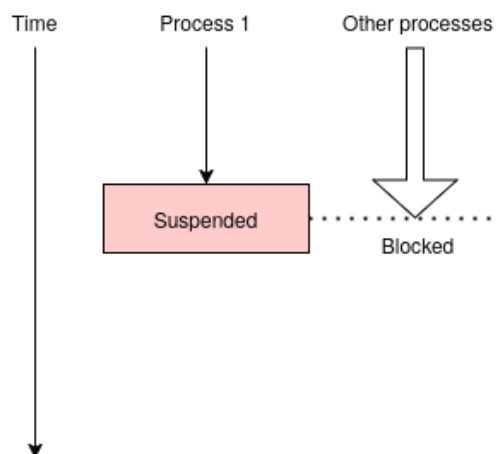 Time
Process 1
Other processes
Suspended
Blocked